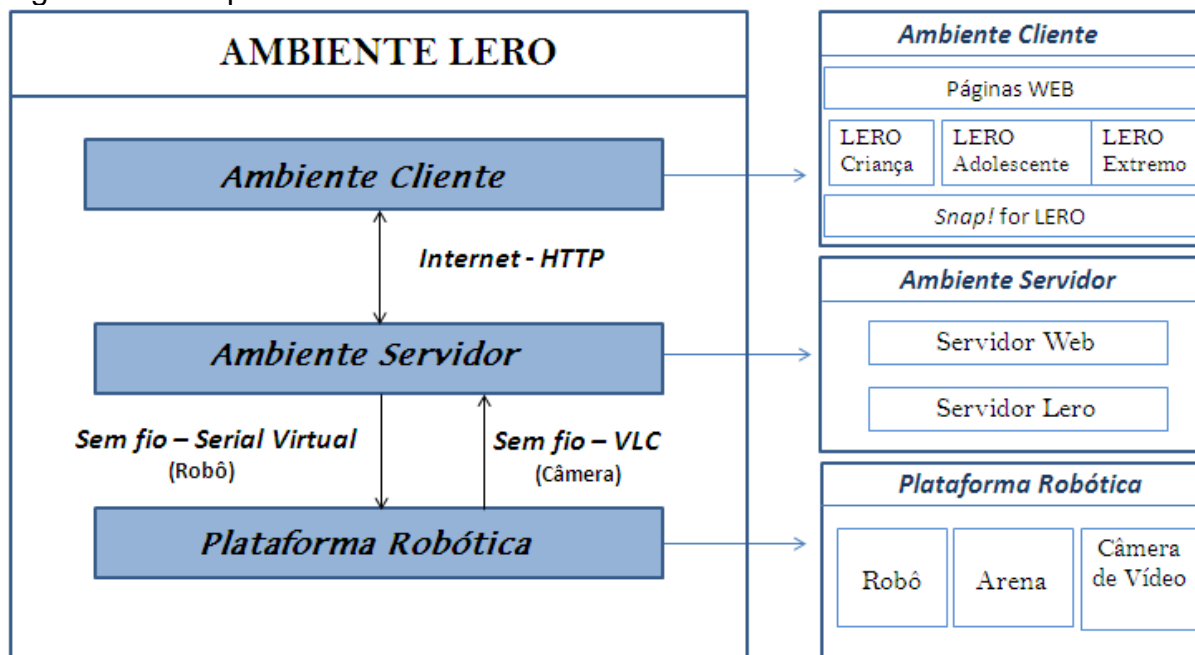 AMBIENTE LERO
Ambiente Cliente
Internet - HTTP
Ambiente Servidor
Sem fio – Serial Virtual
(Robô)
Sem fio – VLC
(Câmera)
Plataforma Robótica
Ambiente Cliente
Páginas WEB
LERO
Criança
LERO
Adolescente
LERO
Extremo
Snap! for LERO
Ambiente Servidor
Servidor Web
Servidor Lero
Plataforma Robótica
Robô
Arena
Câmera
de Vídeo